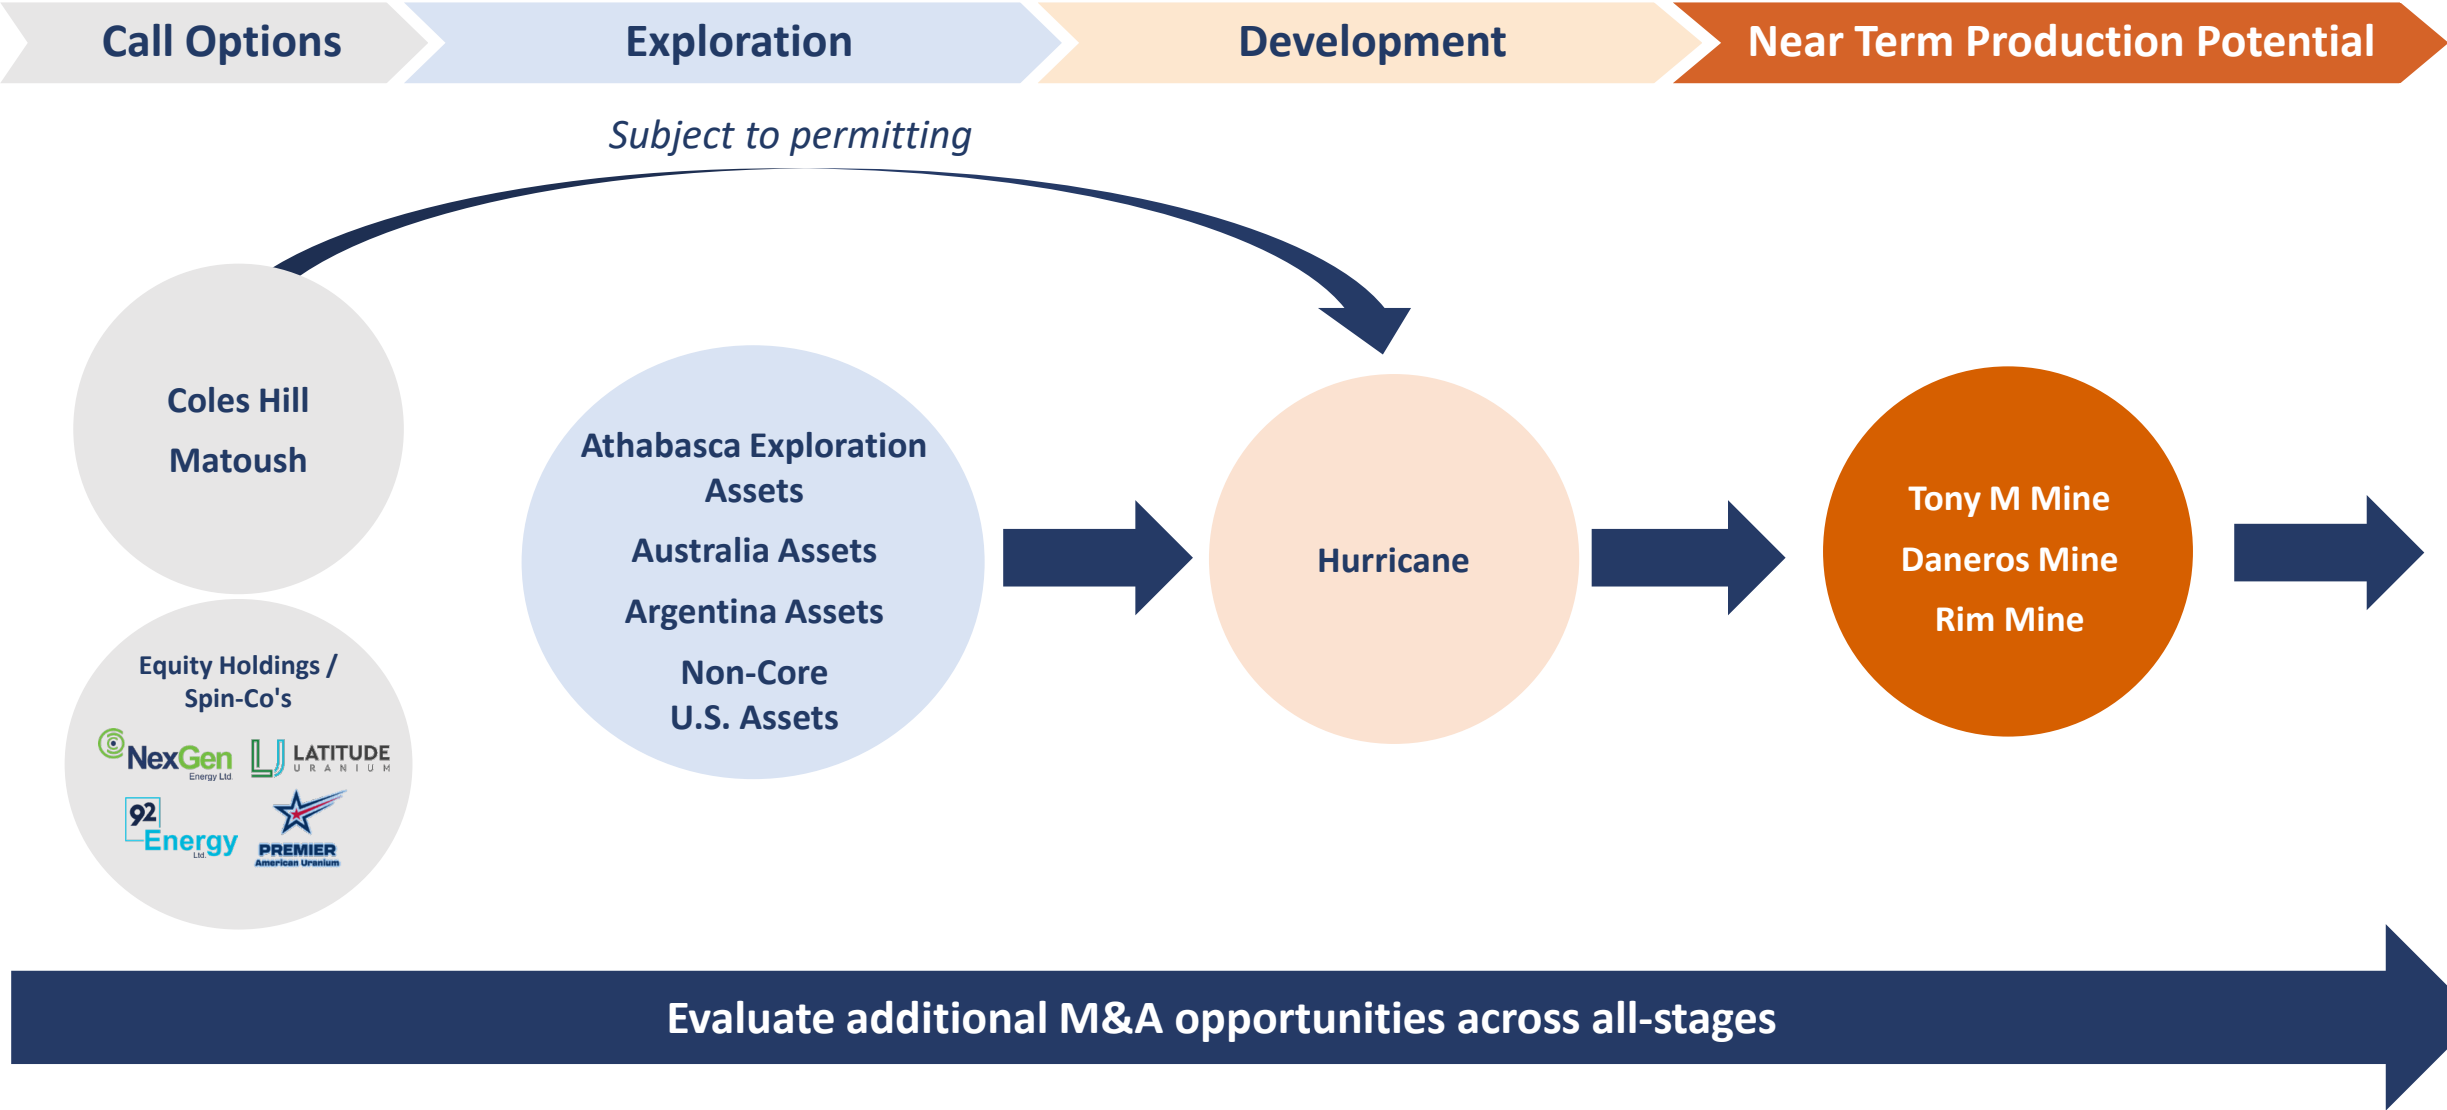 Call Options
Exploration
Development
Near Term Production Potential
Subject to permitting
Coles Hill
Matoush
Equity Holdings /
Spin-Co's
NexGen
Energy Ltd.
LATITUDE
URANIUM
92
Energy
Ltd.
PREMIER
American Uranium
Athabasca Exploration
Assets
Australia Assets
Argentina Assets
Non-Core
U.S. Assets
Hurricane
Tony M Mine
Daneros Mine
Rim Mine
Evaluate additional M&A opportunities across all-stages